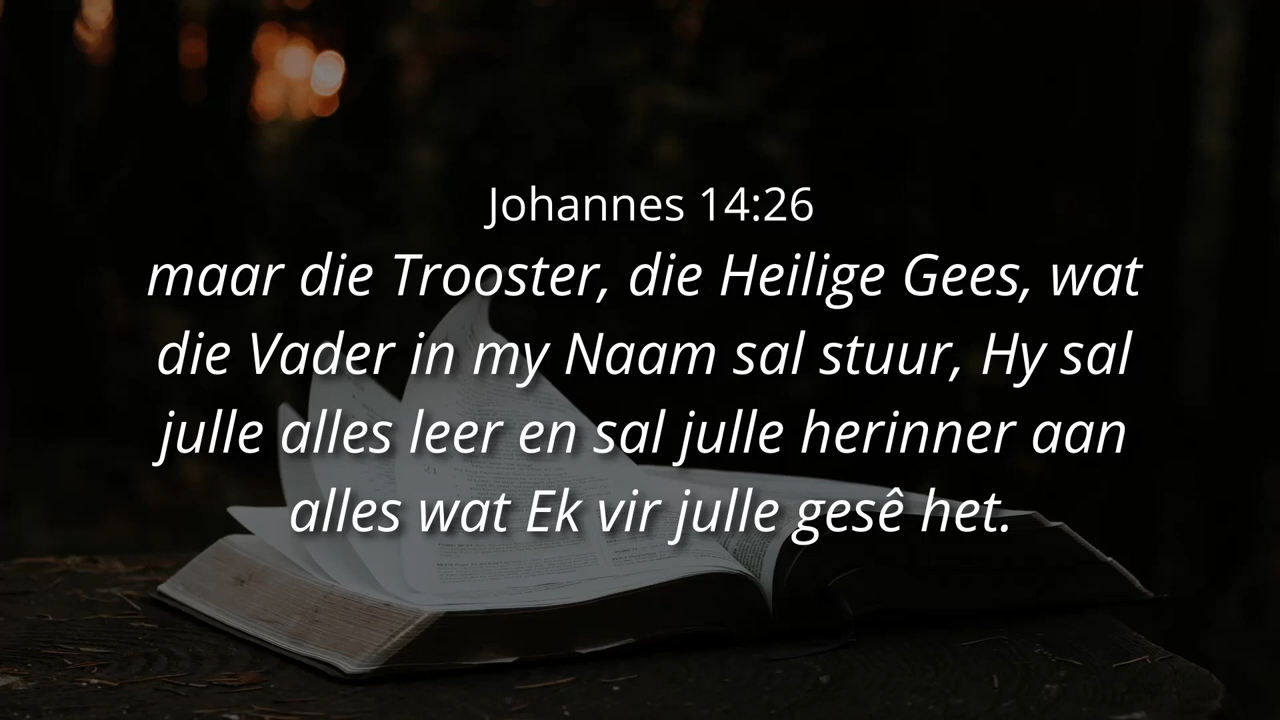 Johannes 14:26
maar die Trooster, die Heilige Gees, wat
die Vader in my Naam sal stuur, Hy sal
julle alles leer en sal julle herinner aan
alles wat Ek vir julle gesê het.